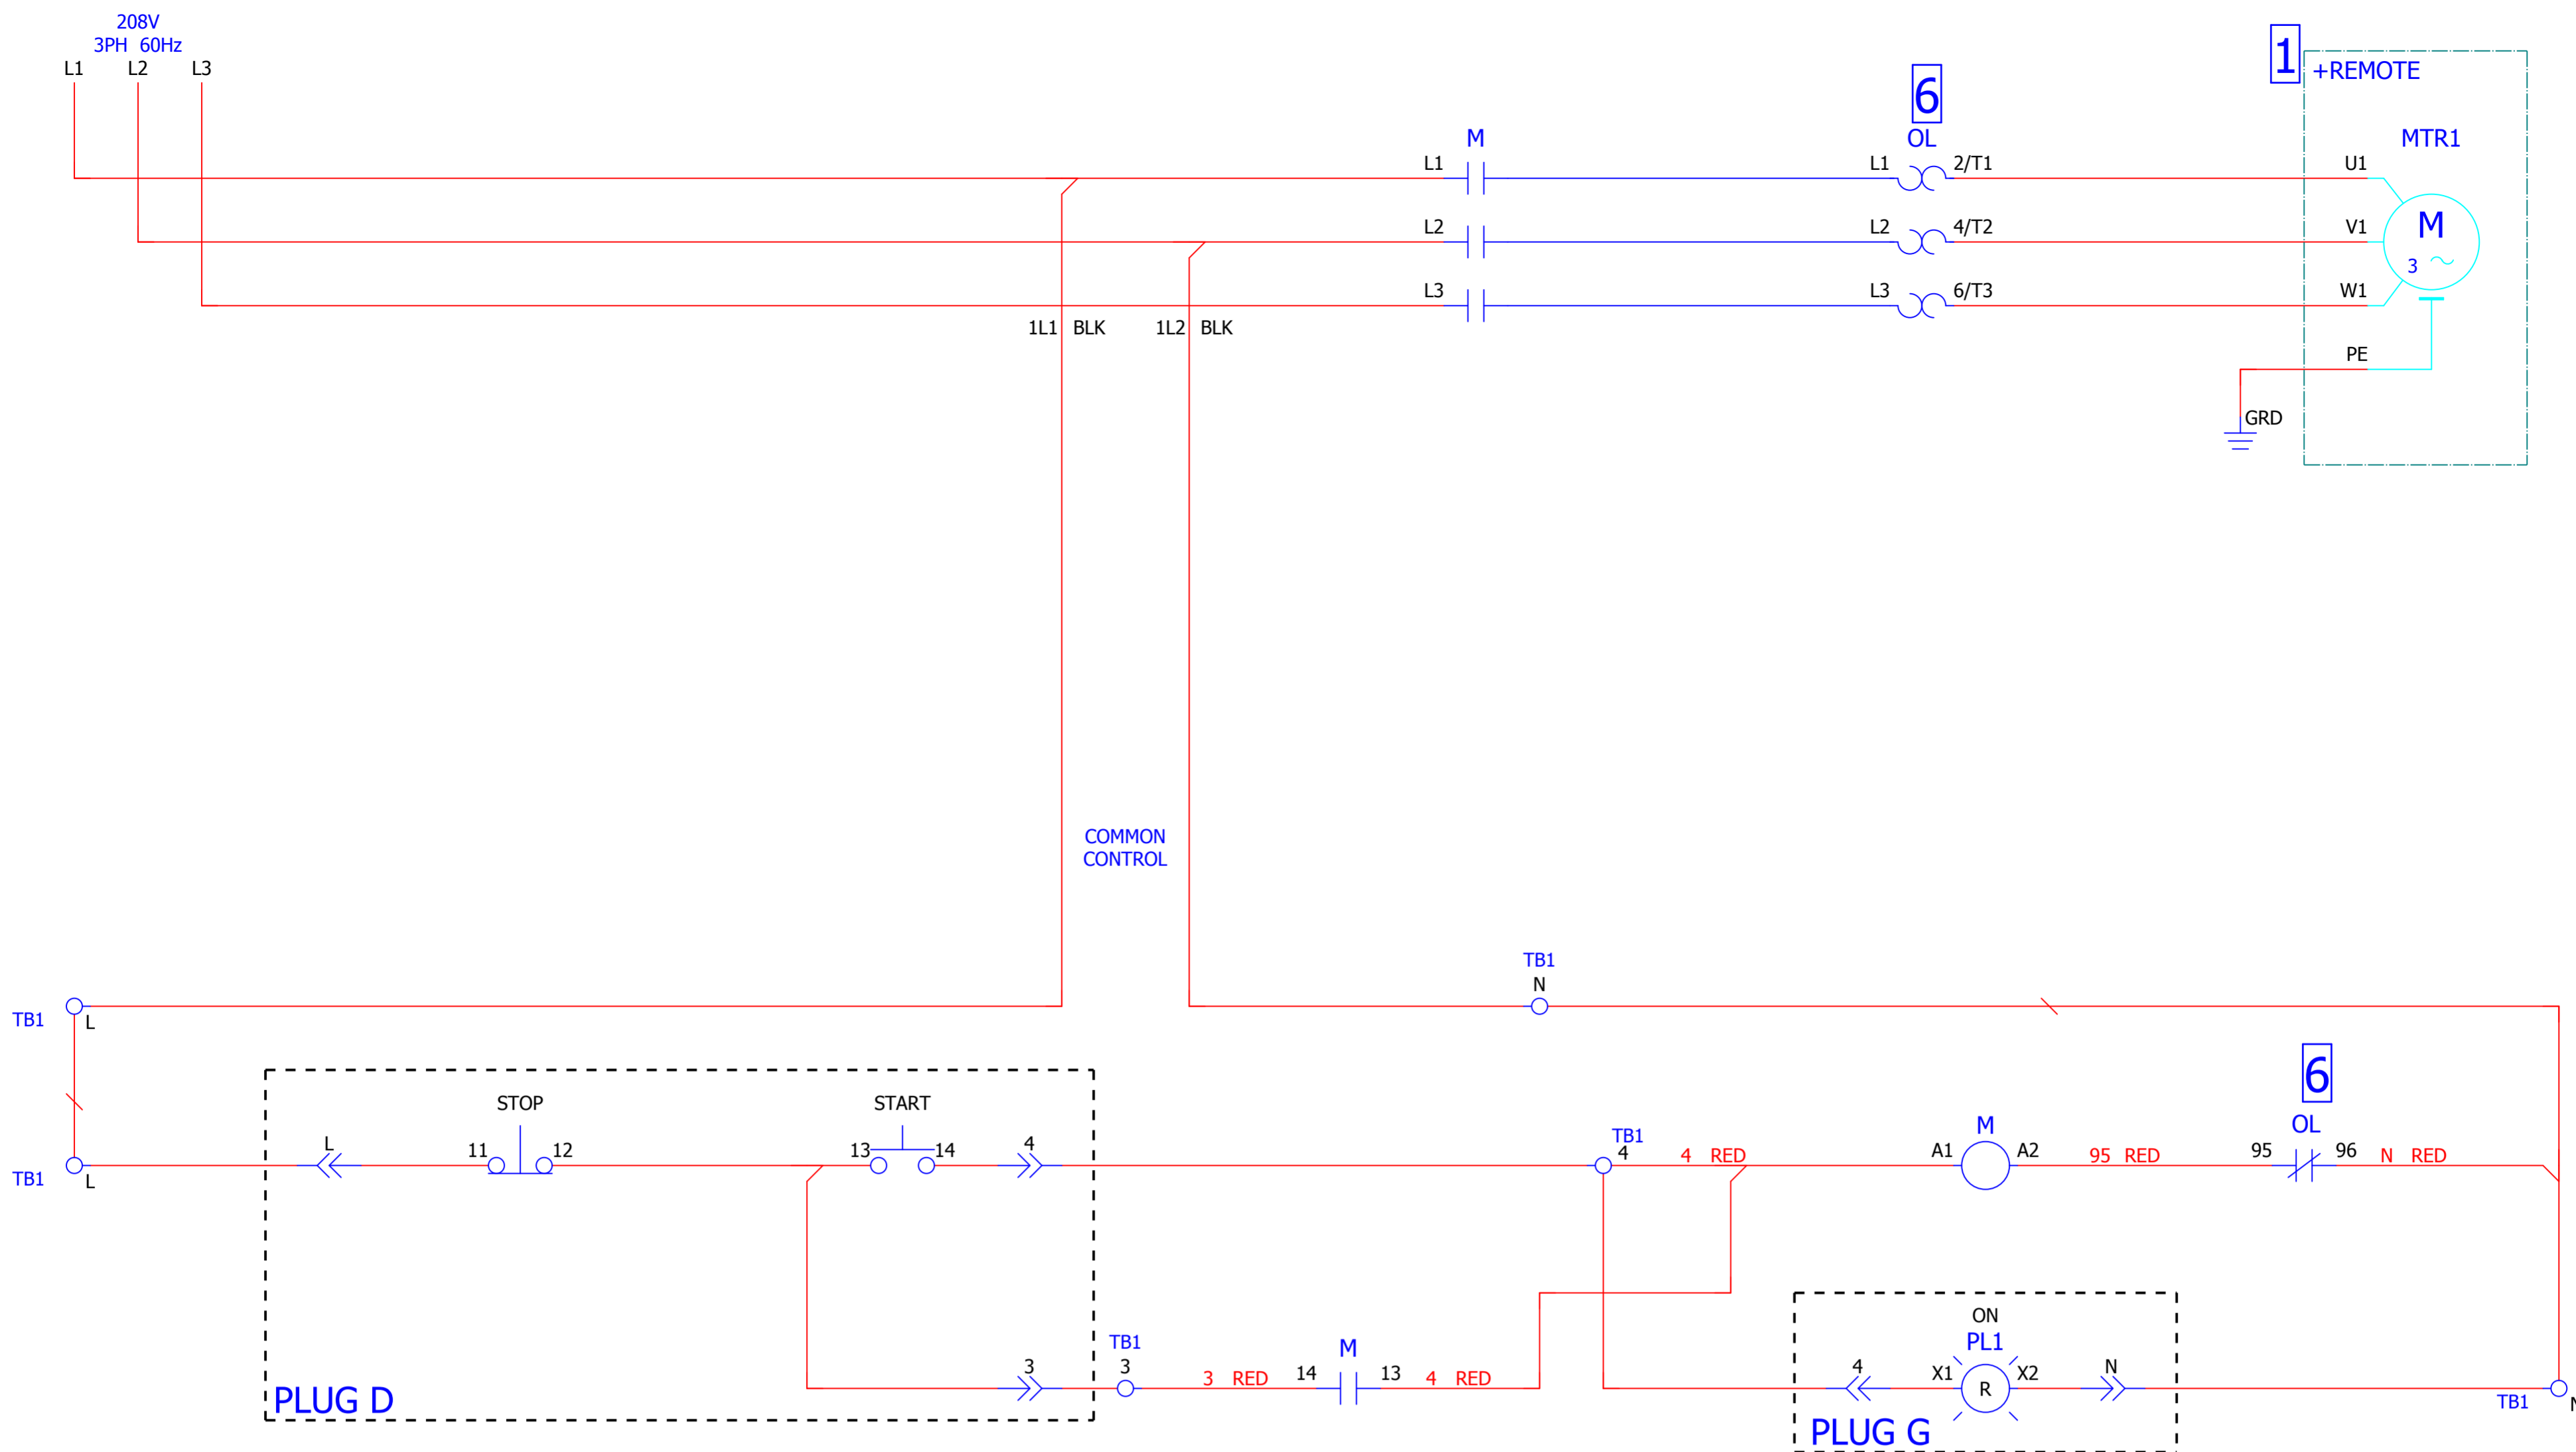 208V
3PH 60Hz
L1 L2 L3
1
+REMOTE
6
M
OL
MTR1
L1
L1
2/T1
U1
L2
L2
4/T2
V1
M
3
L3
L3
6/T3
W1
1L1 BLK
1L2 BLK
PE
GRD
COMMON
CONTROL
TB1
N
TB1
L
6
STOP
START
TB1
M
OL
L
11
12
13
14
4
4
4 RED
A1
A2
95 RED
95
96
N RED
TB1
L
ON
TB1
M
PL1
3
3
3 RED
14
13
4 RED
4
X1
R
X2
N
TB1
PLUG D
PLUG G